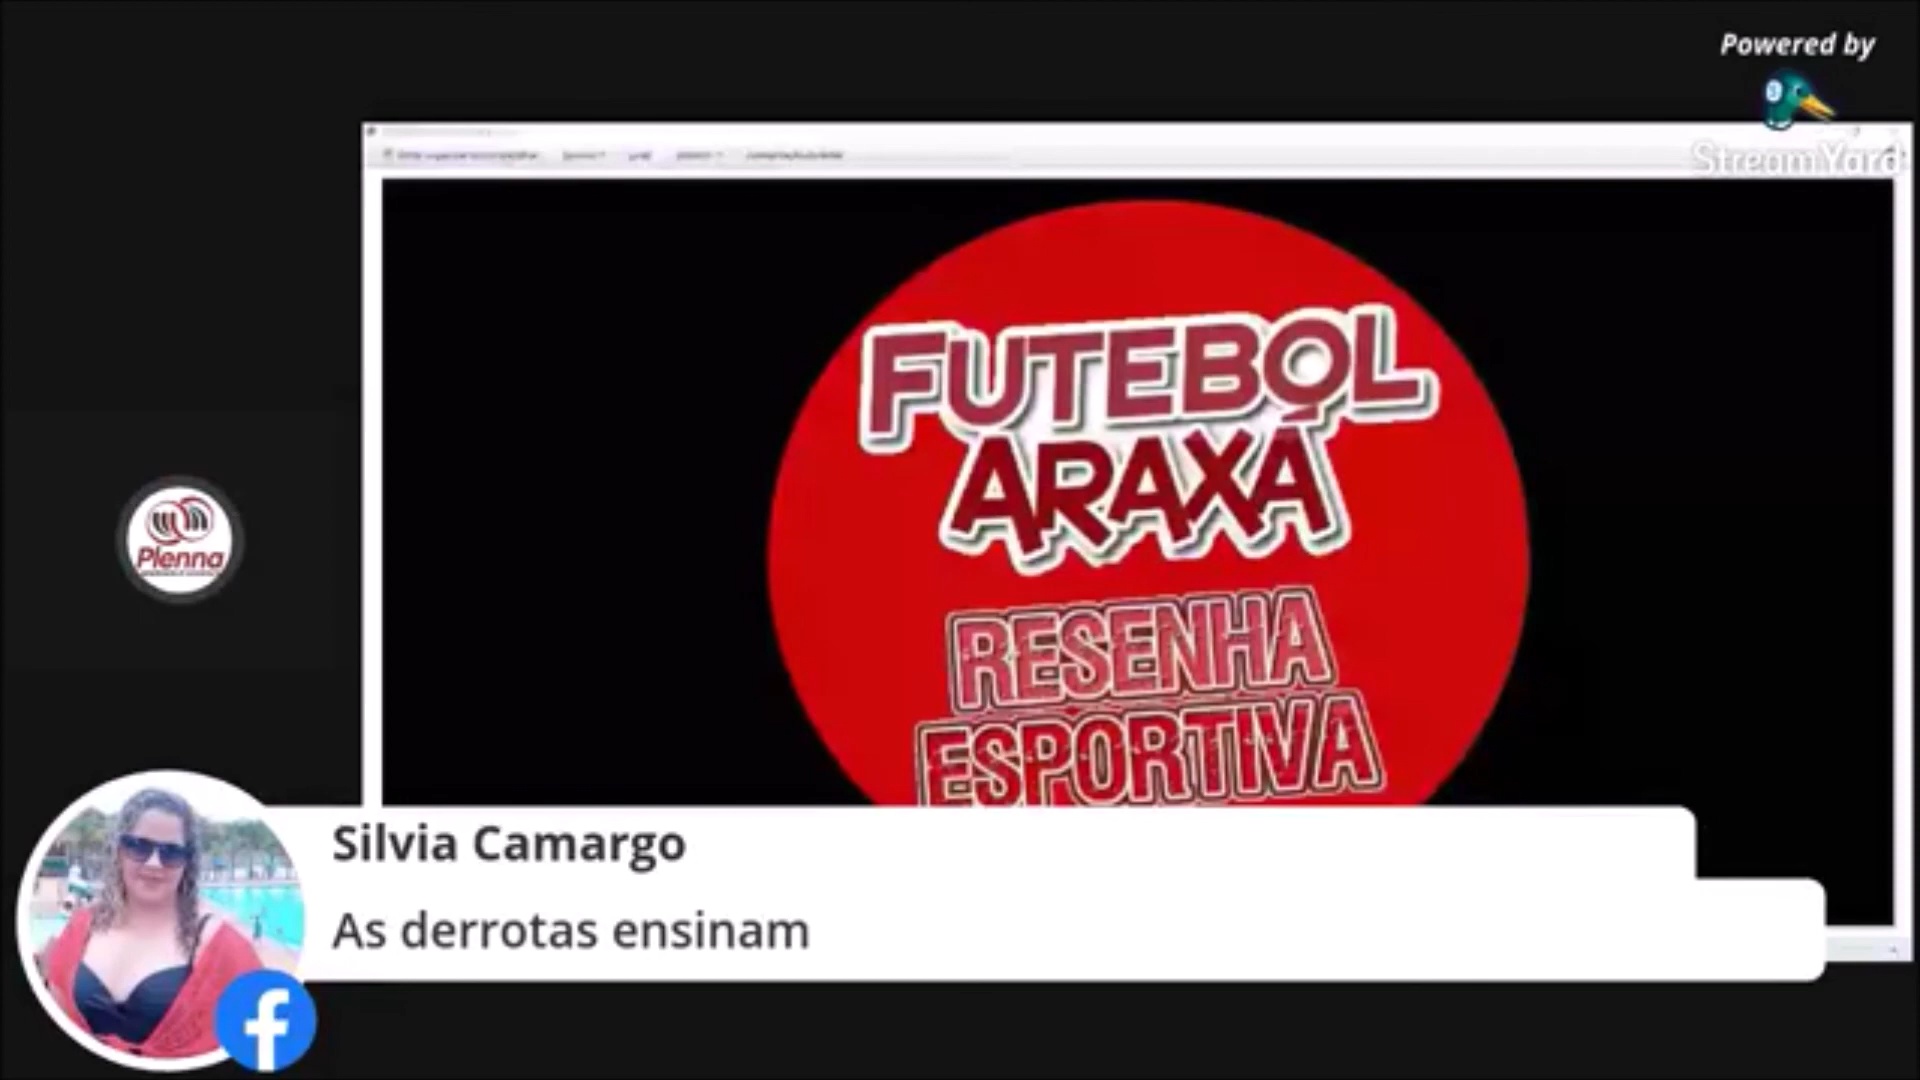 Powered by
StreamYard
FUTEBOL
ARAXÁ
RESENHA
ESPORTIVA
Plenna
Silvia Camargo
As derrotas ensinam